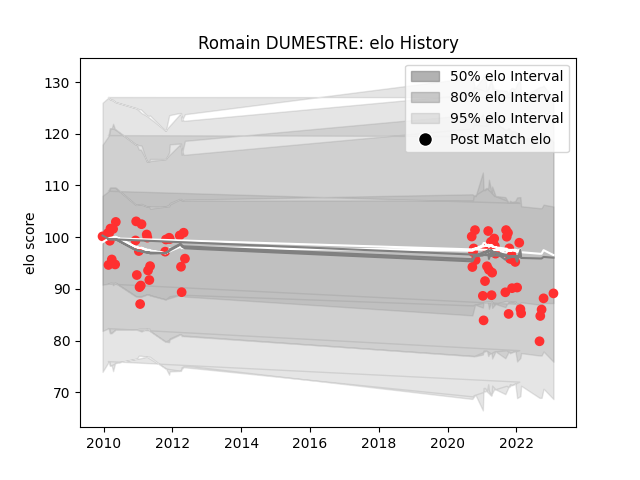 Romain DUMESTRE: elo History
50% elo Interval
80% elo Interval
95% elo Interval
Post Match elo
elo score
130
120
110
100
90
80
70
2010
2012
2014
2016
2018
2020
2022